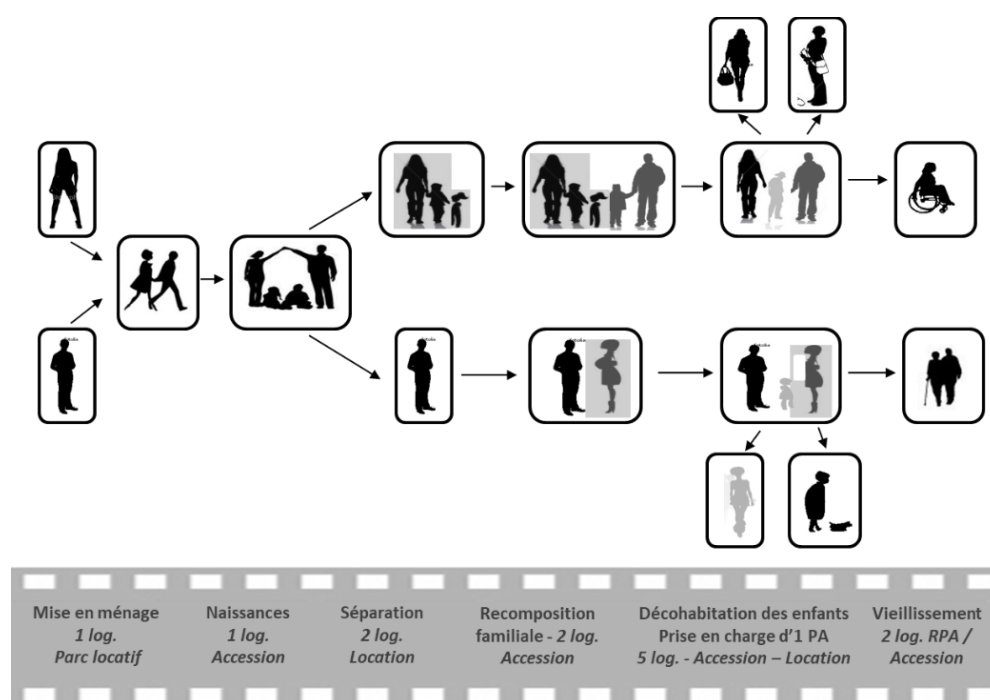 Mise en ménage
1 log.
Parc locatif
Naissances
1 log.
Accession
Séparation
2 log.
Location
Recomposition
familiale - 2 log.
Accession
Décohabitation des enfants
Prise en charge d'1 PA
5 log. - Accession – Location
Vieillissement
2 log. RPA /
Accession